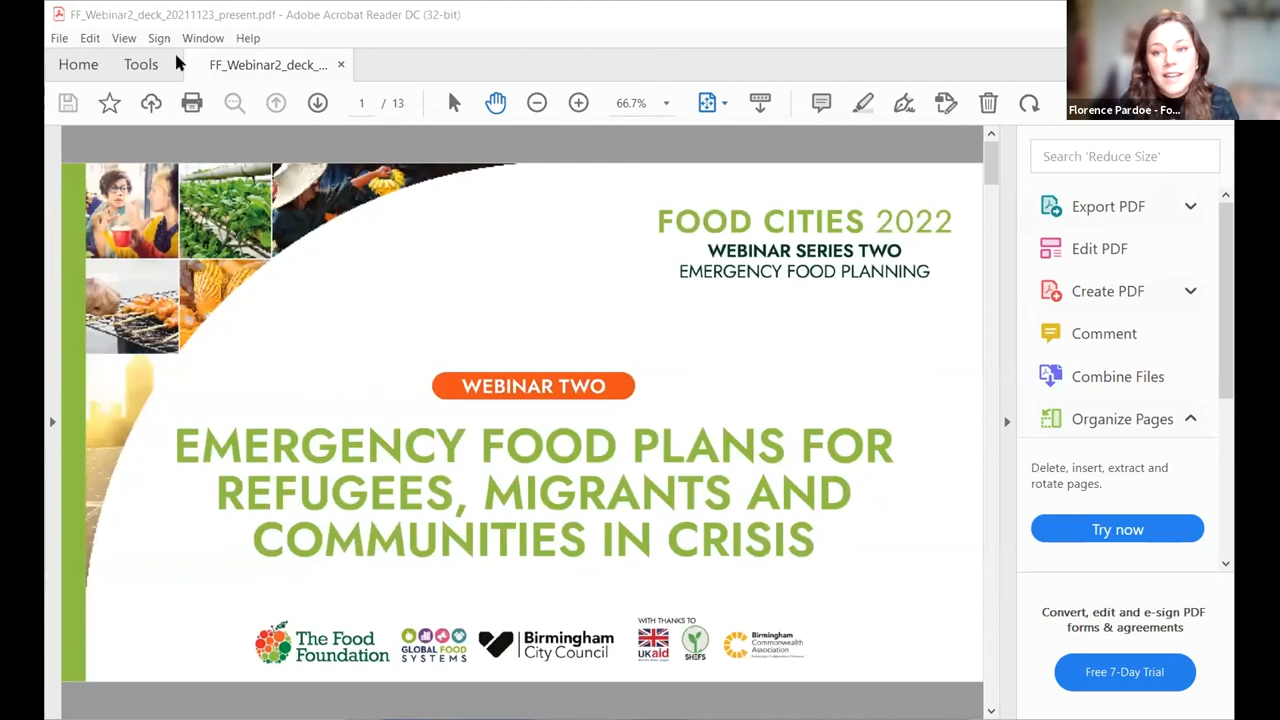 FF_Webinar2_deck_20211123_present.pdf - Adobe Acrobat Reader DC (32-bit)
File Edit View Sign Window Help
Home Tools FF_Webinar2_deck_... ×
1 / 13 66.7%
Florence Pardoe - Fo...
Search 'Reduce Size'
Export PDF
Edit PDF
Create PDF
Comment
Combine Files
Organize Pages
Delete, insert, extract and
rotate pages.
Try now
Convert, edit and e-sign PDF
forms & agreements
Free 7-Day Trial
FOOD CITIES 2022
WEBINAR SERIES TWO
EMERGENCY FOOD PLANNING
WEBINAR TWO
EMERGENCY FOOD PLANS FOR
REFUGEES, MIGRANTS AND
COMMUNITIES IN CRISIS
The Food
Foundation
GLOBAL FOOD
SYSTEMS
Birmingham
City Council
WITH THANKS TO
UKaid
SHEFS
Birmingham
Commonwealth
Association